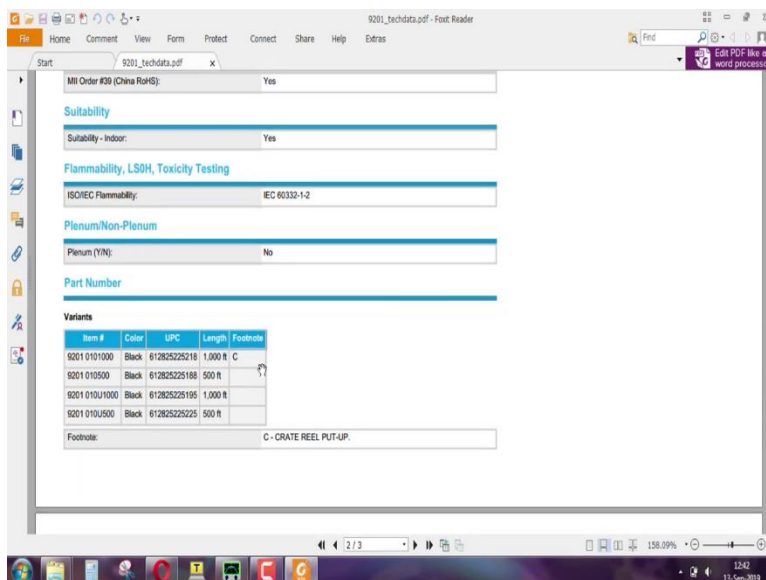 9201_techdata.pdf - Foxit Reader
File Home Comment View Form Protect Connect Share Help Extras Find
Start 9201_techdata.pdf x
Edit PDF like a
word processo
MII Order #39 (China RoHS): Yes
Suitability
Suitability - Indoor: Yes
Flammability, LS0H, Toxicity Testing
ISO/IEC Flammability: IEC 60332-1-2
Plenum/Non-Plenum
Plenum (Y/N): No
Part Number
Variants
Item # Color UPC Length Footnote
9201 0101000 Black 612825225218 1,000 ft C
9201 010500 Black 612825225188 500 ft
9201 010U1000 Black 612825225195 1,000 ft
9201 010U500 Black 612825225225 500 ft
Footnote: C - CRATE REEL PUT-UP.
2 / 3 158.09%
12:42
13-Sep-2019